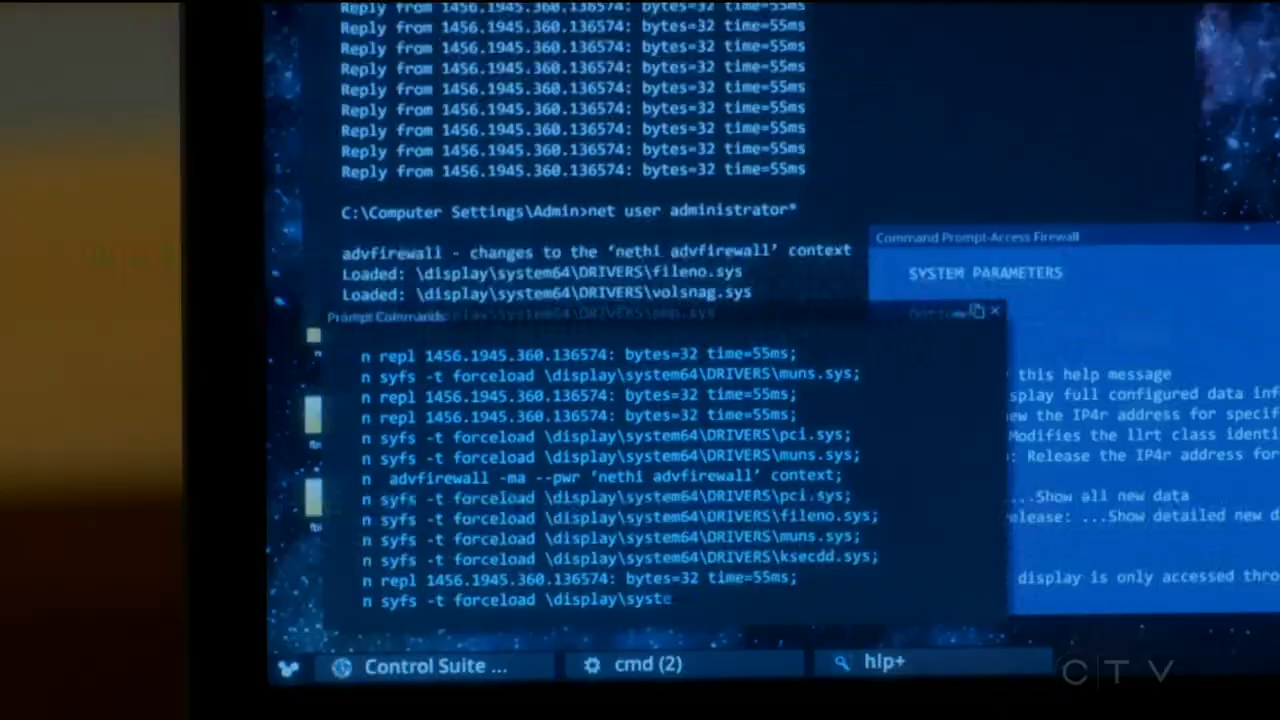 Reply from 1456.1945.360.136574: bytes=32 time=55ms
Reply from 1456.1945.360.136574: bytes=32 time=55ms
Reply from 1456.1945.360.136574: bytes=32 time=55ms
Reply from 1456.1945.360.136574: bytes=32 time=55ms
Reply from 1456.1945.360.136574: bytes=32 time=55ms
Reply from 1456.1945.360.136574: bytes=32 time=55ms
Reply from 1456.1945.360.136574: bytes=32 time=55ms
Reply from 1456.1945.360.136574: bytes=32 time=55ms
Reply from 1456.1945.360.136574: bytes=32 time=55ms
C:\Computer Settings\Admin>net user administrator*
advfirewall - changes to the ‘nethi advfirewall’ context
Loaded: \display\system64\DRIVERS\fileno.sys
Loaded: \display\system64\DRIVERS\volsnag.sys
Prompt Commands
n repl 1456.1945.360.136574: bytes=32 time=55ms;
n syfs -t forceload \display\system64\DRIVERS\muns.sys;
n repl 1456.1945.360.136574: bytes=32 time=55ms;
n repl 1456.1945.360.136574: bytes=32 time=55ms;
n syfs -t forceload \display\system64\DRIVERS\pci.sys;
n syfs -t forceload \display\system64\DRIVERS\muns.sys;
n advfirewall -ma --pwr ‘nethi advfirewall’ context;
n syfs -t forceload \display\system64\DRIVERS\pci.sys;
n syfs -t forceload \display\system64\DRIVERS\fileno.sys;
n syfs -t forceload \display\system64\DRIVERS\muns.sys;
n syfs -t forceload \display\system64\DRIVERS\ksecdd.sys;
n repl 1456.1945.360.136574: bytes=32 time=55ms;
n syfs -t forceload \display\syste
Command Prompt-Access Firewall
SYSTEM PARAMETERS
this help message
splay full configured data inf
ew the IP4r address for specif
Modifies the llrt class identi
: Release the IP4r address for
...Show all new data
elease: ...Show detailed new d
display is only accessed thro
Control Suite ...
cmd (2)
hlp+
CTV